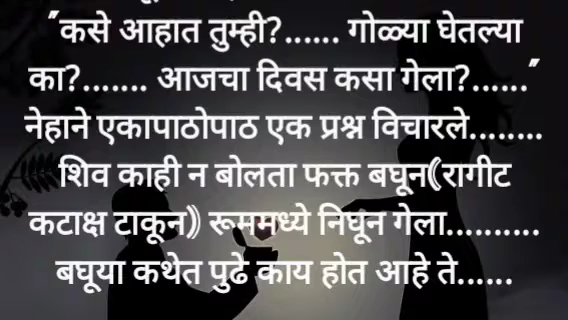 "कसे आहात तुम्ही?...... गोळ्या घेतल्या
का?....... आजचा दिवस कसा गेला?......"
नेहाने एकापाठोपाठ एक प्रश्न विचारले........
शिव काही न बोलता फक्त बघून⸨रागीट
कटाक्ष टाकून⸩ रूममध्ये निघून गेला..........
बघूया कथेत पुढे काय होत आहे ते......